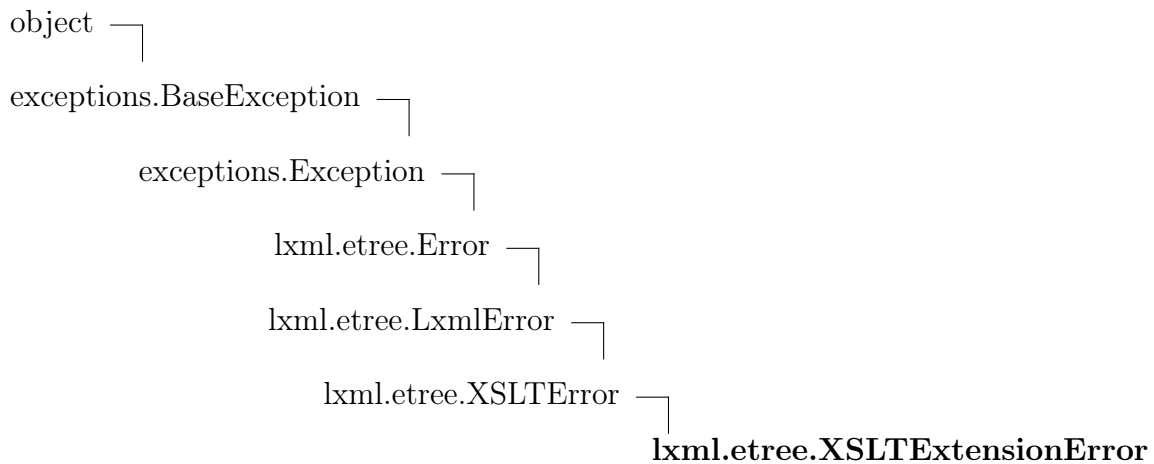 object
exceptions.BaseException
exceptions.Exception
lxml.etree.Error
lxml.etree.LxmlError
lxml.etree.XSLTError
lxml.etree.XSLTExtensionError